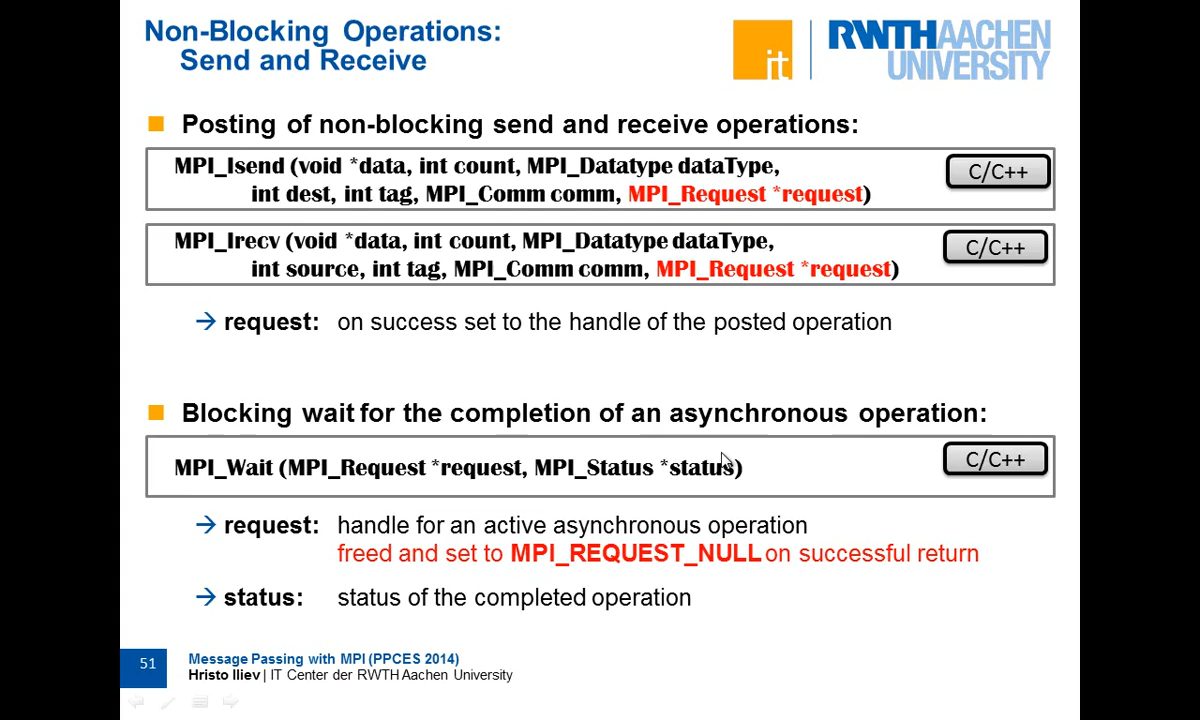 Non-Blocking Operations:
Send and Receive
it
RWTHAACHEN
UNIVERSITY
Posting of non-blocking send and receive operations:
MPI_Isend (void *data, int count, MPI_Datatype dataType,
int dest, int tag, MPI_Comm comm, MPI_Request *request)
C/C++
MPI_Irecv (void *data, int count, MPI_Datatype dataType,
int source, int tag, MPI_Comm comm, MPI_Request *request)
C/C++
→ request: on success set to the handle of the posted operation
Blocking wait for the completion of an asynchronous operation:
MPI_Wait (MPI_Request *request, MPI_Status *status)
C/C++
→ request: handle for an active asynchronous operation
freed and set to MPI_REQUEST_NULL on successful return
→ status: status of the completed operation
51
Message Passing with MPI (PPCES 2014)
Hristo Iliev | IT Center der RWTH Aachen University